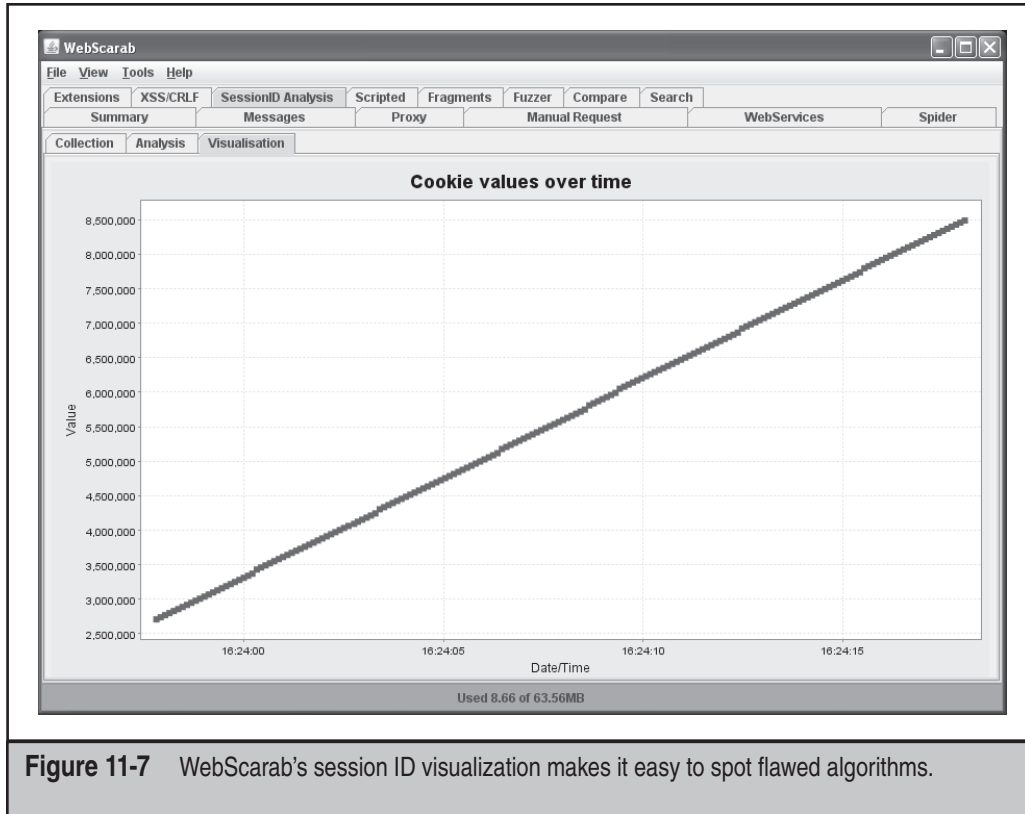 WebScarab
File View Tools Help
Extensions XSS/CRLF SessionID Analysis Scripted Fragments Fuzzer Compare Search
Summary Messages Proxy Manual Request WebServices Spider
Collection Analysis Visualisation
Cookie values over time
8,500,000
8,000,000
7,500,000
7,000,000
6,500,000
6,000,000
5,500,000
5,000,000
4,500,000
4,000,000
3,500,000
3,000,000
2,500,000
Value
16:24:00 16:24:05 16:24:10 16:24:15
Date/Time
Used 8.66 of 63.56MB
Figure 11-7 WebScarab's session ID visualization makes it easy to spot flawed algorithms.